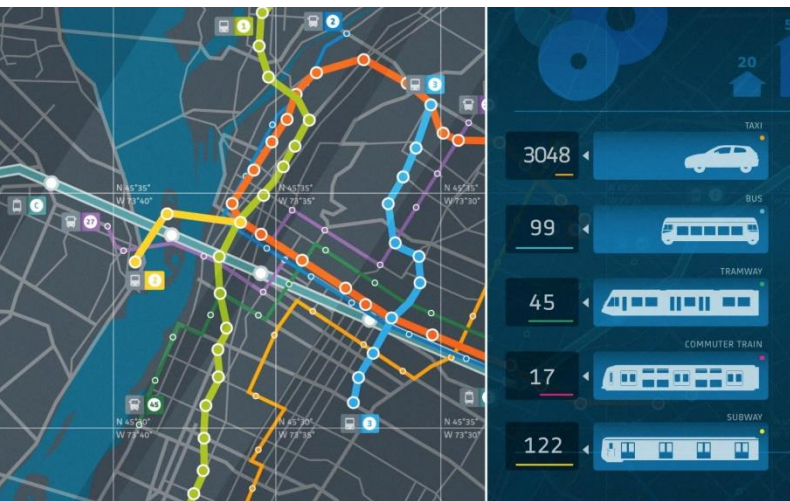 1
2
3
N 45°35"
W 73°40"
N 45°35"
W 73°35"
N 45°35"
W 73°30"
C
27
45
N 45°30"
W 73°40"
N 45°30"
W 73°35"
N 45°35"
W 73°30"
3
20
TAXI
3048
BUS
99
TRAMWAY
45
COMMUTER TRAIN
17
SUBWAY
122